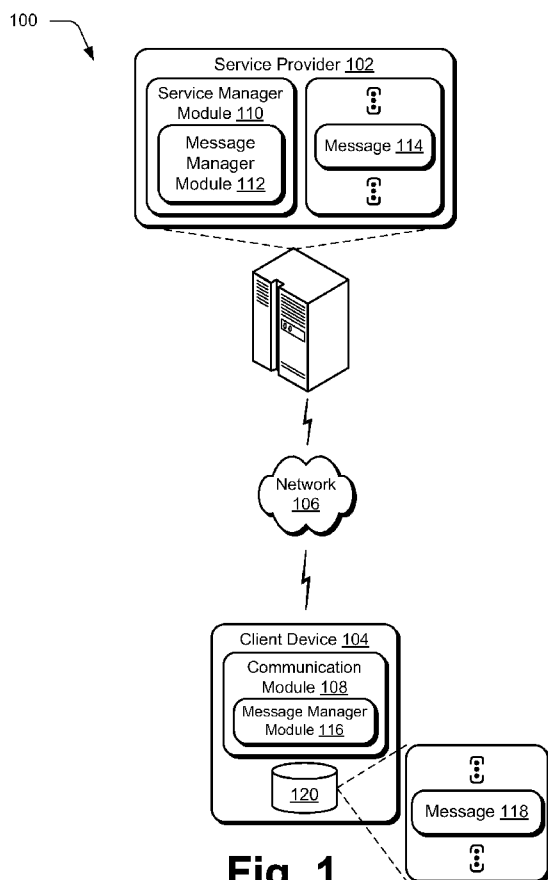 100
Service Provider 102
Service Manager
Module 110
Message
Manager
Module 112
Message 114
Network
106
Client Device 104
Communication
Module 108
Message Manager
Module 116
120
Message 118
Fig. 1